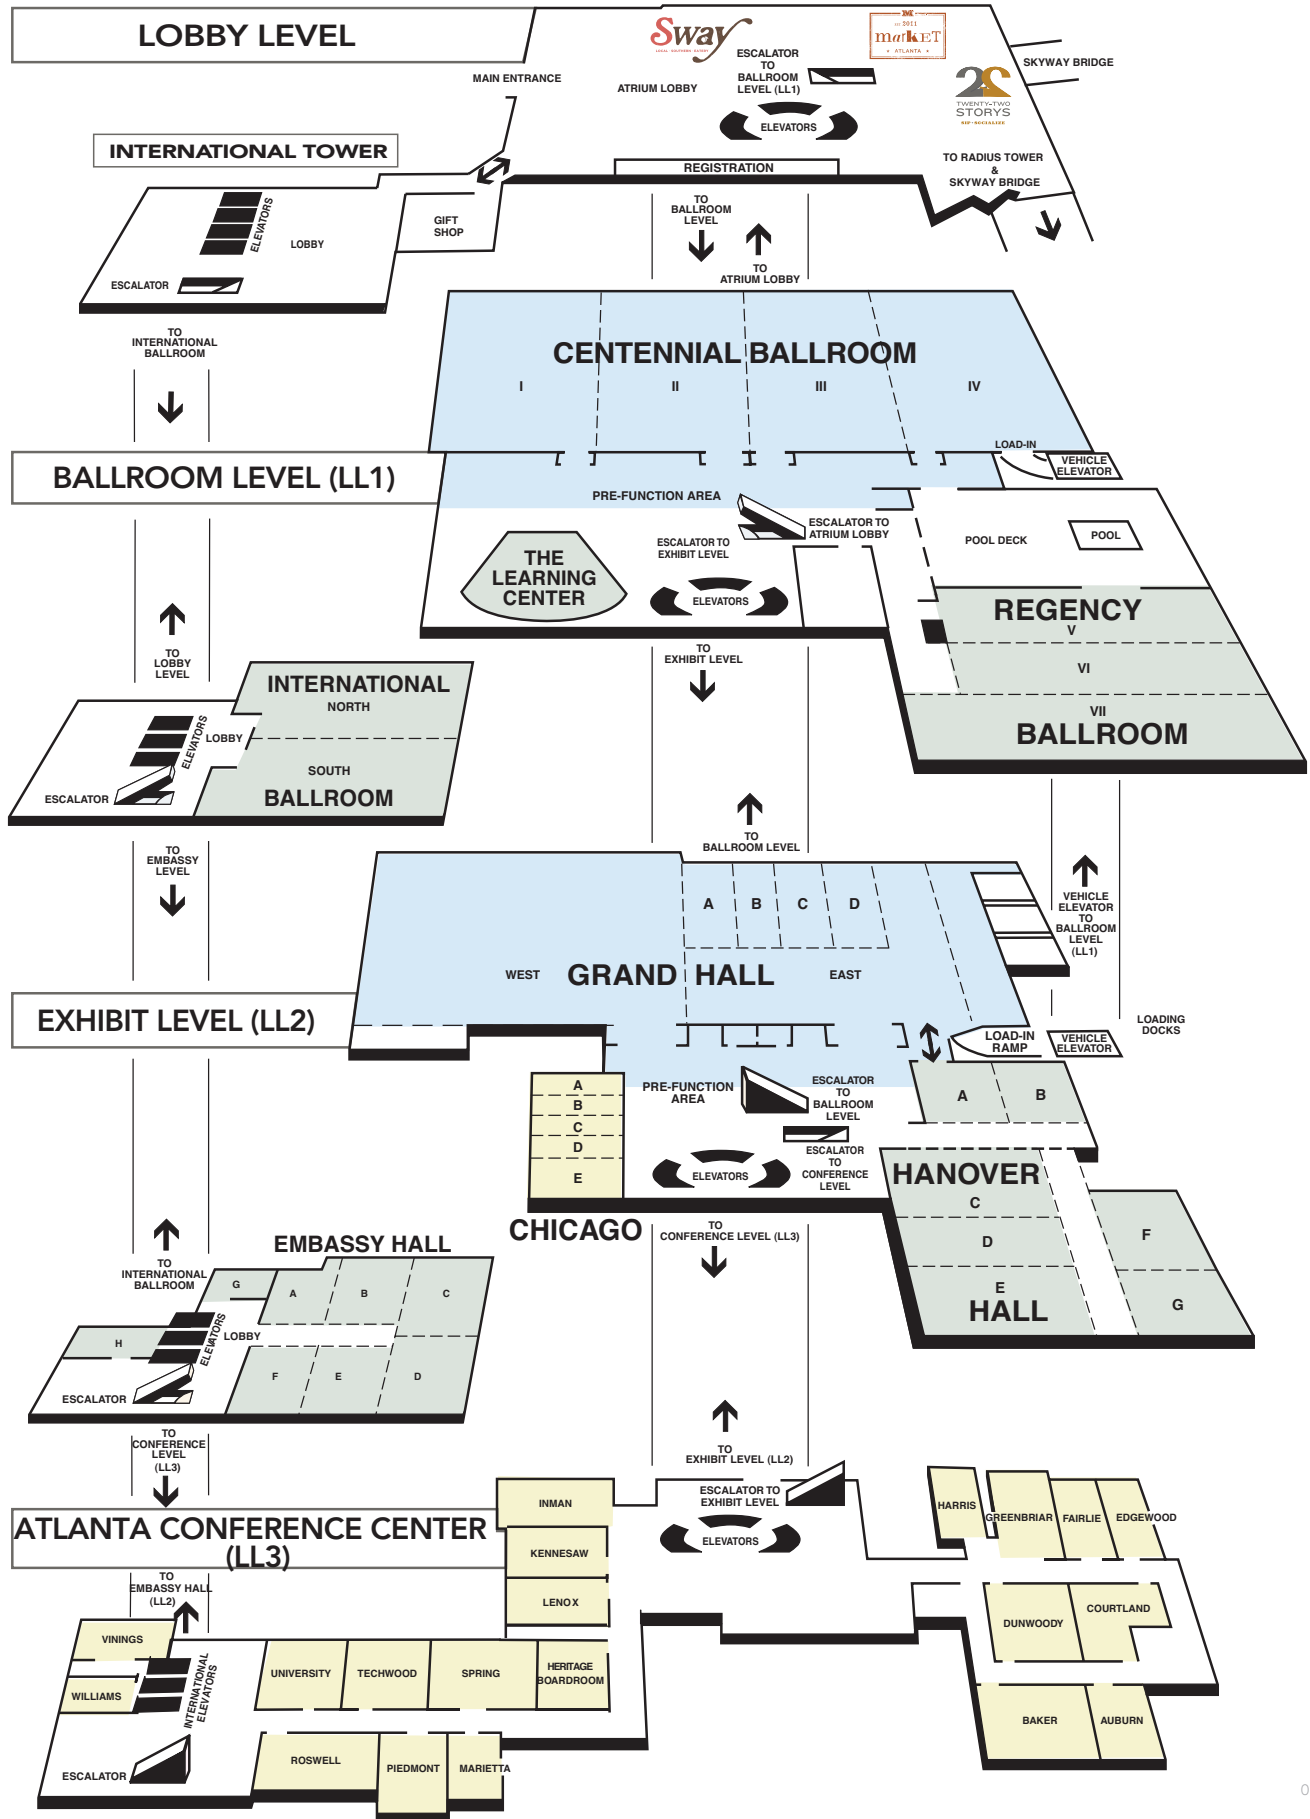 LOBBY LEVEL
Sway
LOCAL · SOUTHERN · EATERY
ESCALATOR
TO
BALLROOM
LEVEL (LL1)
M
EST 2011
maRKET
• ATLANTA •
SKYWAY BRIDGE
MAIN ENTRANCE
ATRIUM LOBBY
22
TWENTY-TWO
STORYS
SIP • SOCIALIZE
ELEVATORS
INTERNATIONAL TOWER
REGISTRATION
TO RADIUS TOWER
&
SKYWAY BRIDGE
ELEVATORS
LOBBY
GIFT
SHOP
ESCALATOR
TO
BALLROOM
LEVEL
TO
ATRIUM LOBBY
TO
INTERNATIONAL
BALLROOM
CENTENNIAL BALLROOM
I
II
III
IV
BALLROOM LEVEL (LL1)
LOAD-IN
VEHICLE
ELEVATOR
PRE-FUNCTION AREA
ESCALATOR TO
ATRIUM LOBBY
ESCALATOR TO
EXHIBIT LEVEL
POOL DECK
POOL
THE
LEARNING
CENTER
ELEVATORS
REGENCY
V
VI
VII
BALLROOM
TO
LOBBY
LEVEL
TO
EXHIBIT LEVEL
INTERNATIONAL
NORTH
ELEVATORS
LOBBY
SOUTH
BALLROOM
ESCALATOR
TO
EMBASSY
LEVEL
TO
BALLROOM LEVEL
A
B
C
D
VEHICLE
ELEVATOR
TO
BALLROOM
LEVEL
(LL1)
WEST
GRAND HALL
EAST
EXHIBIT LEVEL (LL2)
LOADING
DOCKS
LOAD-IN
RAMP
VEHICLE
ELEVATOR
PRE-FUNCTION
AREA
ESCALATOR
TO
BALLROOM
LEVEL
A
B
C
D
E
A
B
ESCALATOR
TO
CONFERENCE
LEVEL
ELEVATORS
HANOVER
C
D
E
HALL
F
G
CHICAGO
TO
CONFERENCE LEVEL (LL3)
TO
INTERNATIONAL
BALLROOM
EMBASSY HALL
G
A
B
C
H
ELEVATORS
LOBBY
F
E
D
ESCALATOR
TO
CONFERENCE
LEVEL
(LL3)
TO
EXHIBIT LEVEL (LL2)
ESCALATOR TO
EXHIBIT LEVEL
ELEVATORS
INMAN
KENNESAW
LENOX
HARRIS
GREENBRIAR
FAIRLIE
EDGEWOOD
ATLANTA CONFERENCE CENTER
(LL3)
TO
EMBASSY HALL
(LL2)
DUNWOODY
COURTLAND
VININGS
WILLIAMS
INTERNATIONAL
ELEVATORS
UNIVERSITY
TECHWOOD
SPRING
HERITAGE
BOARDROOM
BAKER
AUBURN
ESCALATOR
ROSWELL
PIEDMONT
MARIETTA
0